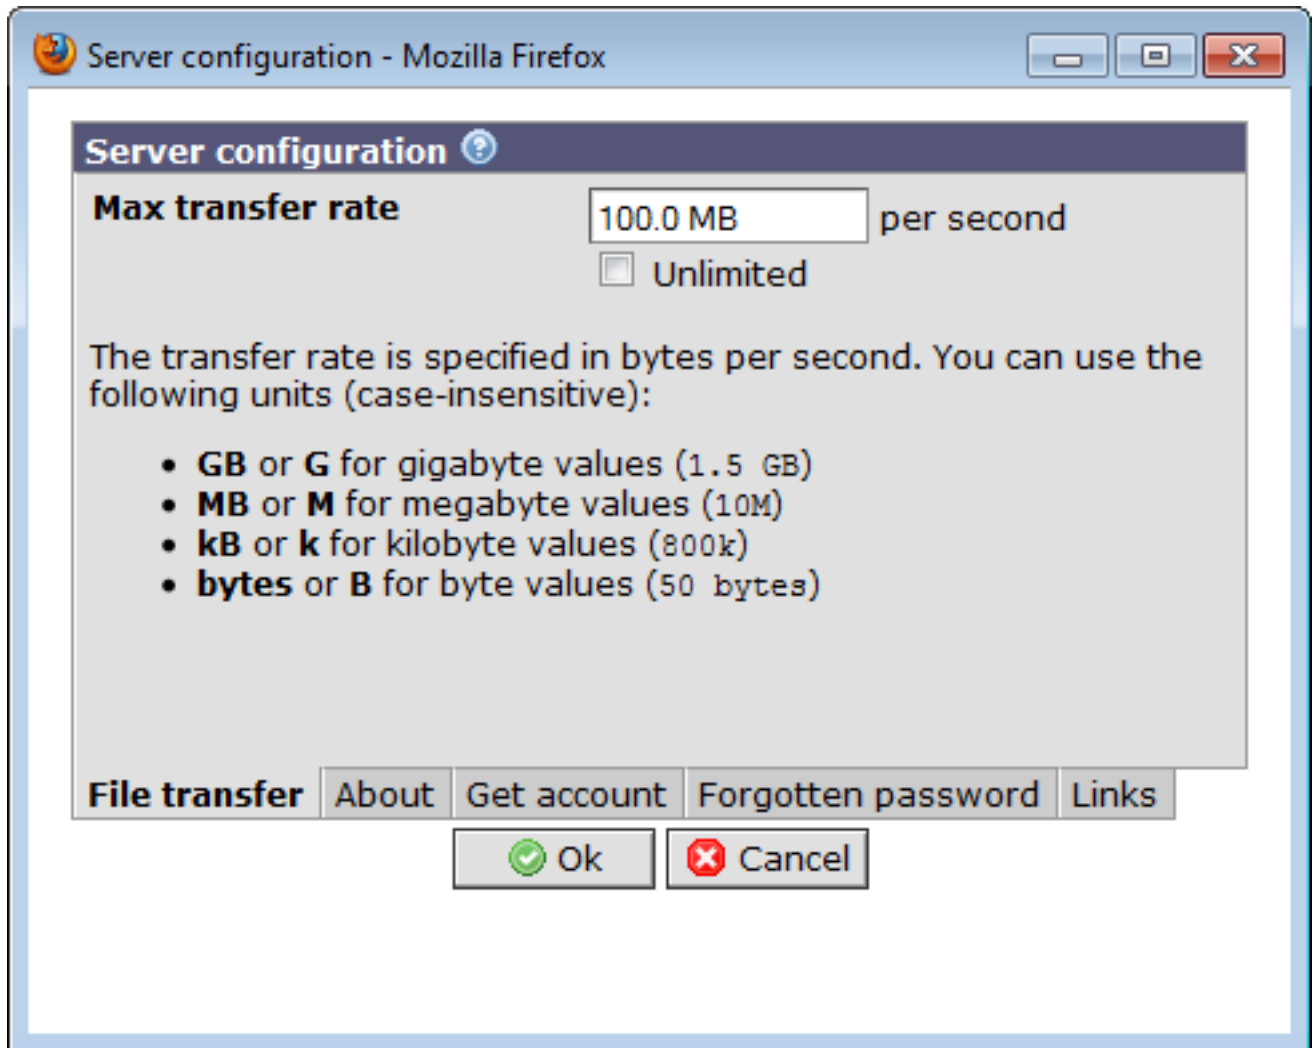 Server configuration - Mozilla Firefox
Server configuration
Max transfer rate
100.0 MB per second
Unlimited
The transfer rate is specified in bytes per second. You can use the
following units (case-insensitive):
• GB or G for gigabyte values (1.5 GB)
• MB or M for megabyte values (10M)
• kB or k for kilobyte values (800k)
• bytes or B for byte values (50 bytes)
File transfer About Get account Forgotten password Links
Ok Cancel